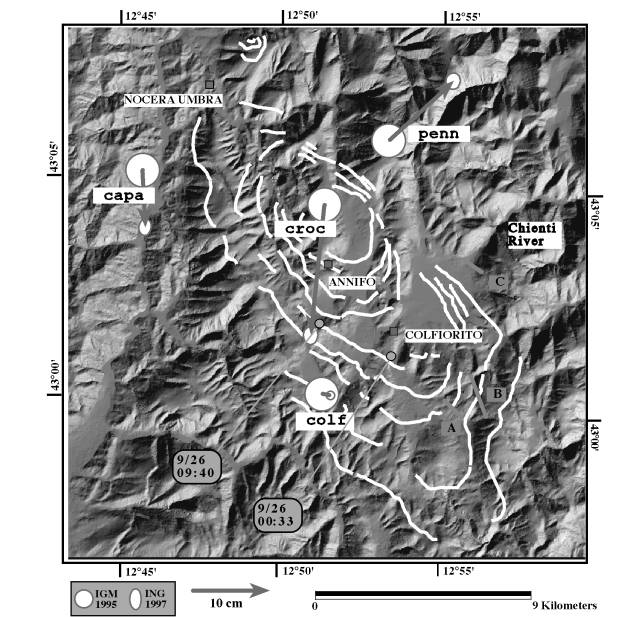 12°45' 12°50' 12°55'
NOCERA UMBRA
penn
43°05'
capa
croc
43°05'
Chienti
River
C
ANNIFO
COLFIORITO
43°00'
B
colf
A
43°00'
9/26
09:40
9/26
00:33
12°45' 12°50' 12°55'
IGM
1995
ING
1997
10 cm
0 9 Kilometers